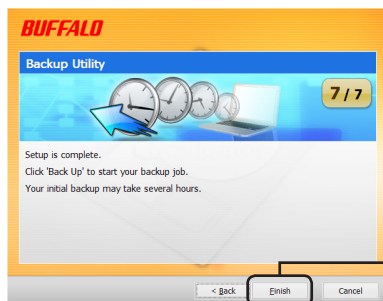 BUFFALO
Backup Utility
7 / 7
Setup is complete.
Click 'Back Up' to start your backup job.
Your initial backup may take several hours.
< Back
Finish
Cancel